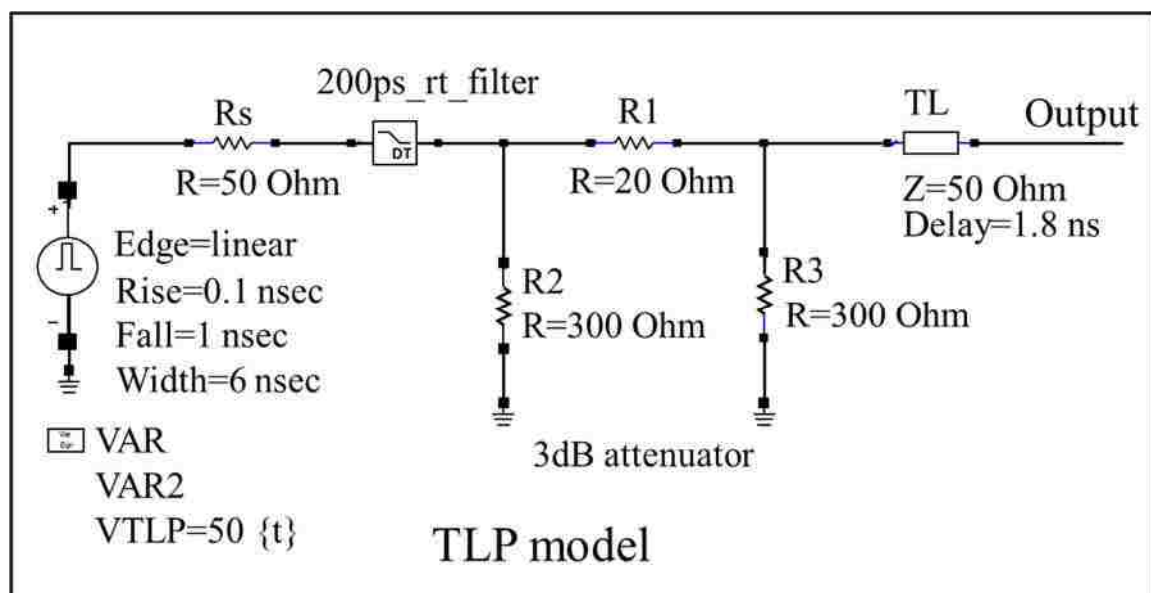 200ps_rt_filter
Rs
R1
TL
Output
DT
R=50 Ohm
R=20 Ohm
Z=50 Ohm
Delay=1.8 ns
+
Edge=linear
Rise=0.1 nsec
Fall=1 nsec
Width=6 nsec
R2
R=300 Ohm
R3
R=300 Ohm
VAR
VAR2
VTLP=50 {t}
3dB attenuator
TLP model